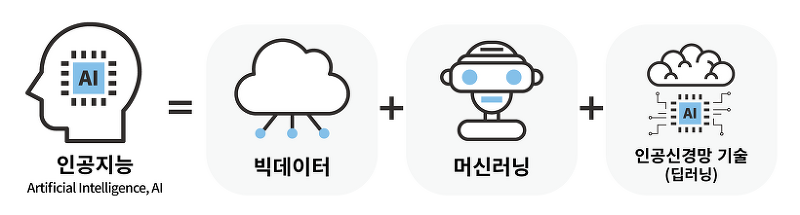 AI
=
+
+
AI
인공지능
Artificial Intelligence, AI
빅데이터
머신러닝
인공신경망 기술
(딥러닝)